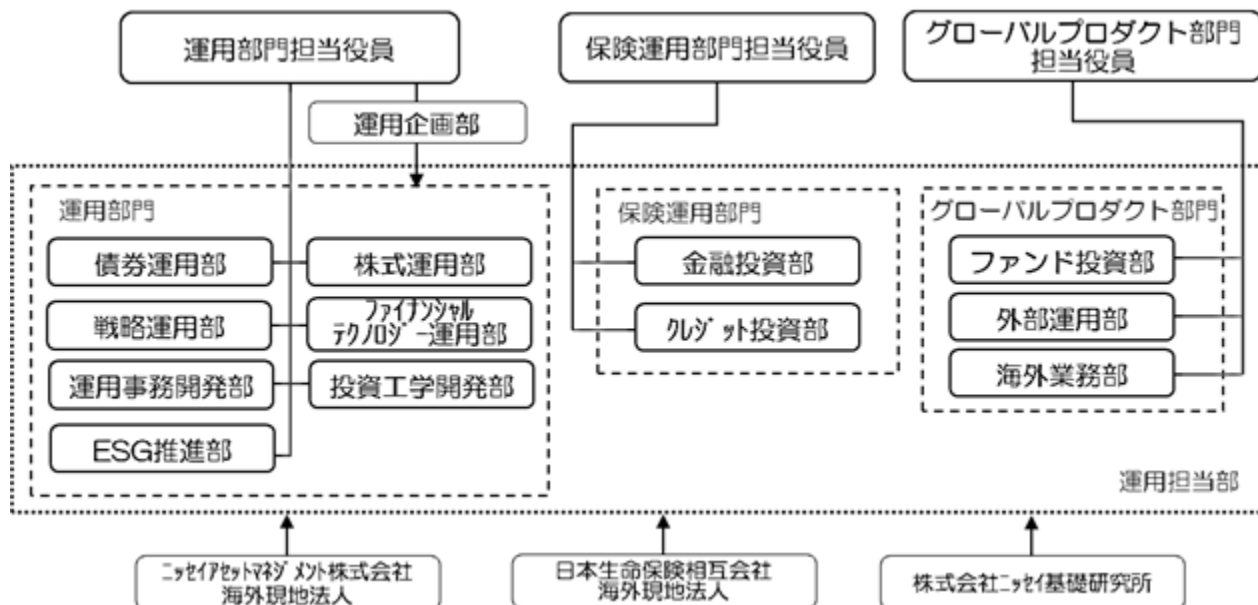 運用部門担当役員
保険運用部門担当役員
グローバルプロダクト部門
担当役員
運用企画部
運用部門
債券運用部
株式運用部
戦略運用部
ファイナンシャル
テクノロジー運用部
運用事務開発部
投資工学開発部
ESG推進部
保険運用部門
金融投資部
クレジット投資部
グローバルプロダクト部門
ファンド投資部
外部運用部
海外業務部
運用担当部
ニッセイアセットマネジメント株式会社
海外現地法人
日本生命保険相互会社
海外現地法人
株式会社ニッセイ基礎研究所